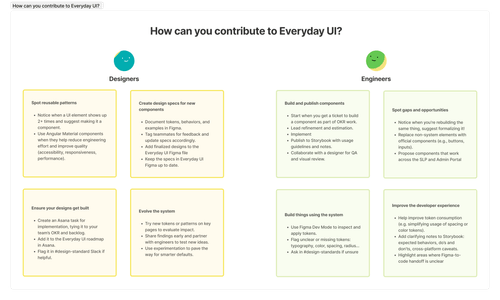 How can you contribute to Everyday UI?
How can you contribute to Everyday UI?
Designers
Engineers
Spot reusable patterns
• Notice when a UI element shows up
2+ times and suggest making it a
component.
• Use Angular Material components
when they help reduce engineering
effort and improve quality
(accessibility, responsiveness,
performance).
Create design specs for new
components
• Document tokens, behaviors, and
examples in Figma.
• Tag teammates for feedback and
update specs accordingly.
• Add finalized designs to the
Everyday UI Figma file.
• Keep the specs in Everyday UI
Figma up to date.
Build and publish components
• Start when you get a ticket to build
a component as part of OKR work.
• Lead refinement and estimation.
• Implement
• Publish to Storybook with usage
guidelines and notes.
• Collaborate with a designer for QA
and visual review.
Spot gaps and opportunities
• Notice when you're rebuilding the
same thing, suggest formalizing it!
• Replace non-system elements with
official components (e.g., buttons,
inputs).
• Propose components that work
across the SLP and Admin Portal
Ensure your designs get built
• Create an Asana task for
implementation, tying it to your
team's OKR and backlog.
• Add it to the Everyday UI roadmap
in Asana.
• Flag it in #design-standart Slack if
helpful.
Evolve the system
• Try new tokens or patterns on key
pages to evaluate impact.
• Share findings early and partner
with engineers to test new ideas.
• Use experimentation to pave the
way for smarter defaults.
Build things using the system
• Use Figma Dev Mode to inspect and
apply tokens.
• Flag unclear or missing tokens:
typography, color, spacing, radius...
• Ask in #design-standarts if unsure
Improve the developer experience
• Help improve token consumption
(e.g. simplifying usage of spacing or
color tokens).
• Add clarifying notes to Storybook:
expected behaviors, do's and
don'ts, cross-platform caveats.
• Highlight areas where Figma-to-
code handoff is unclear